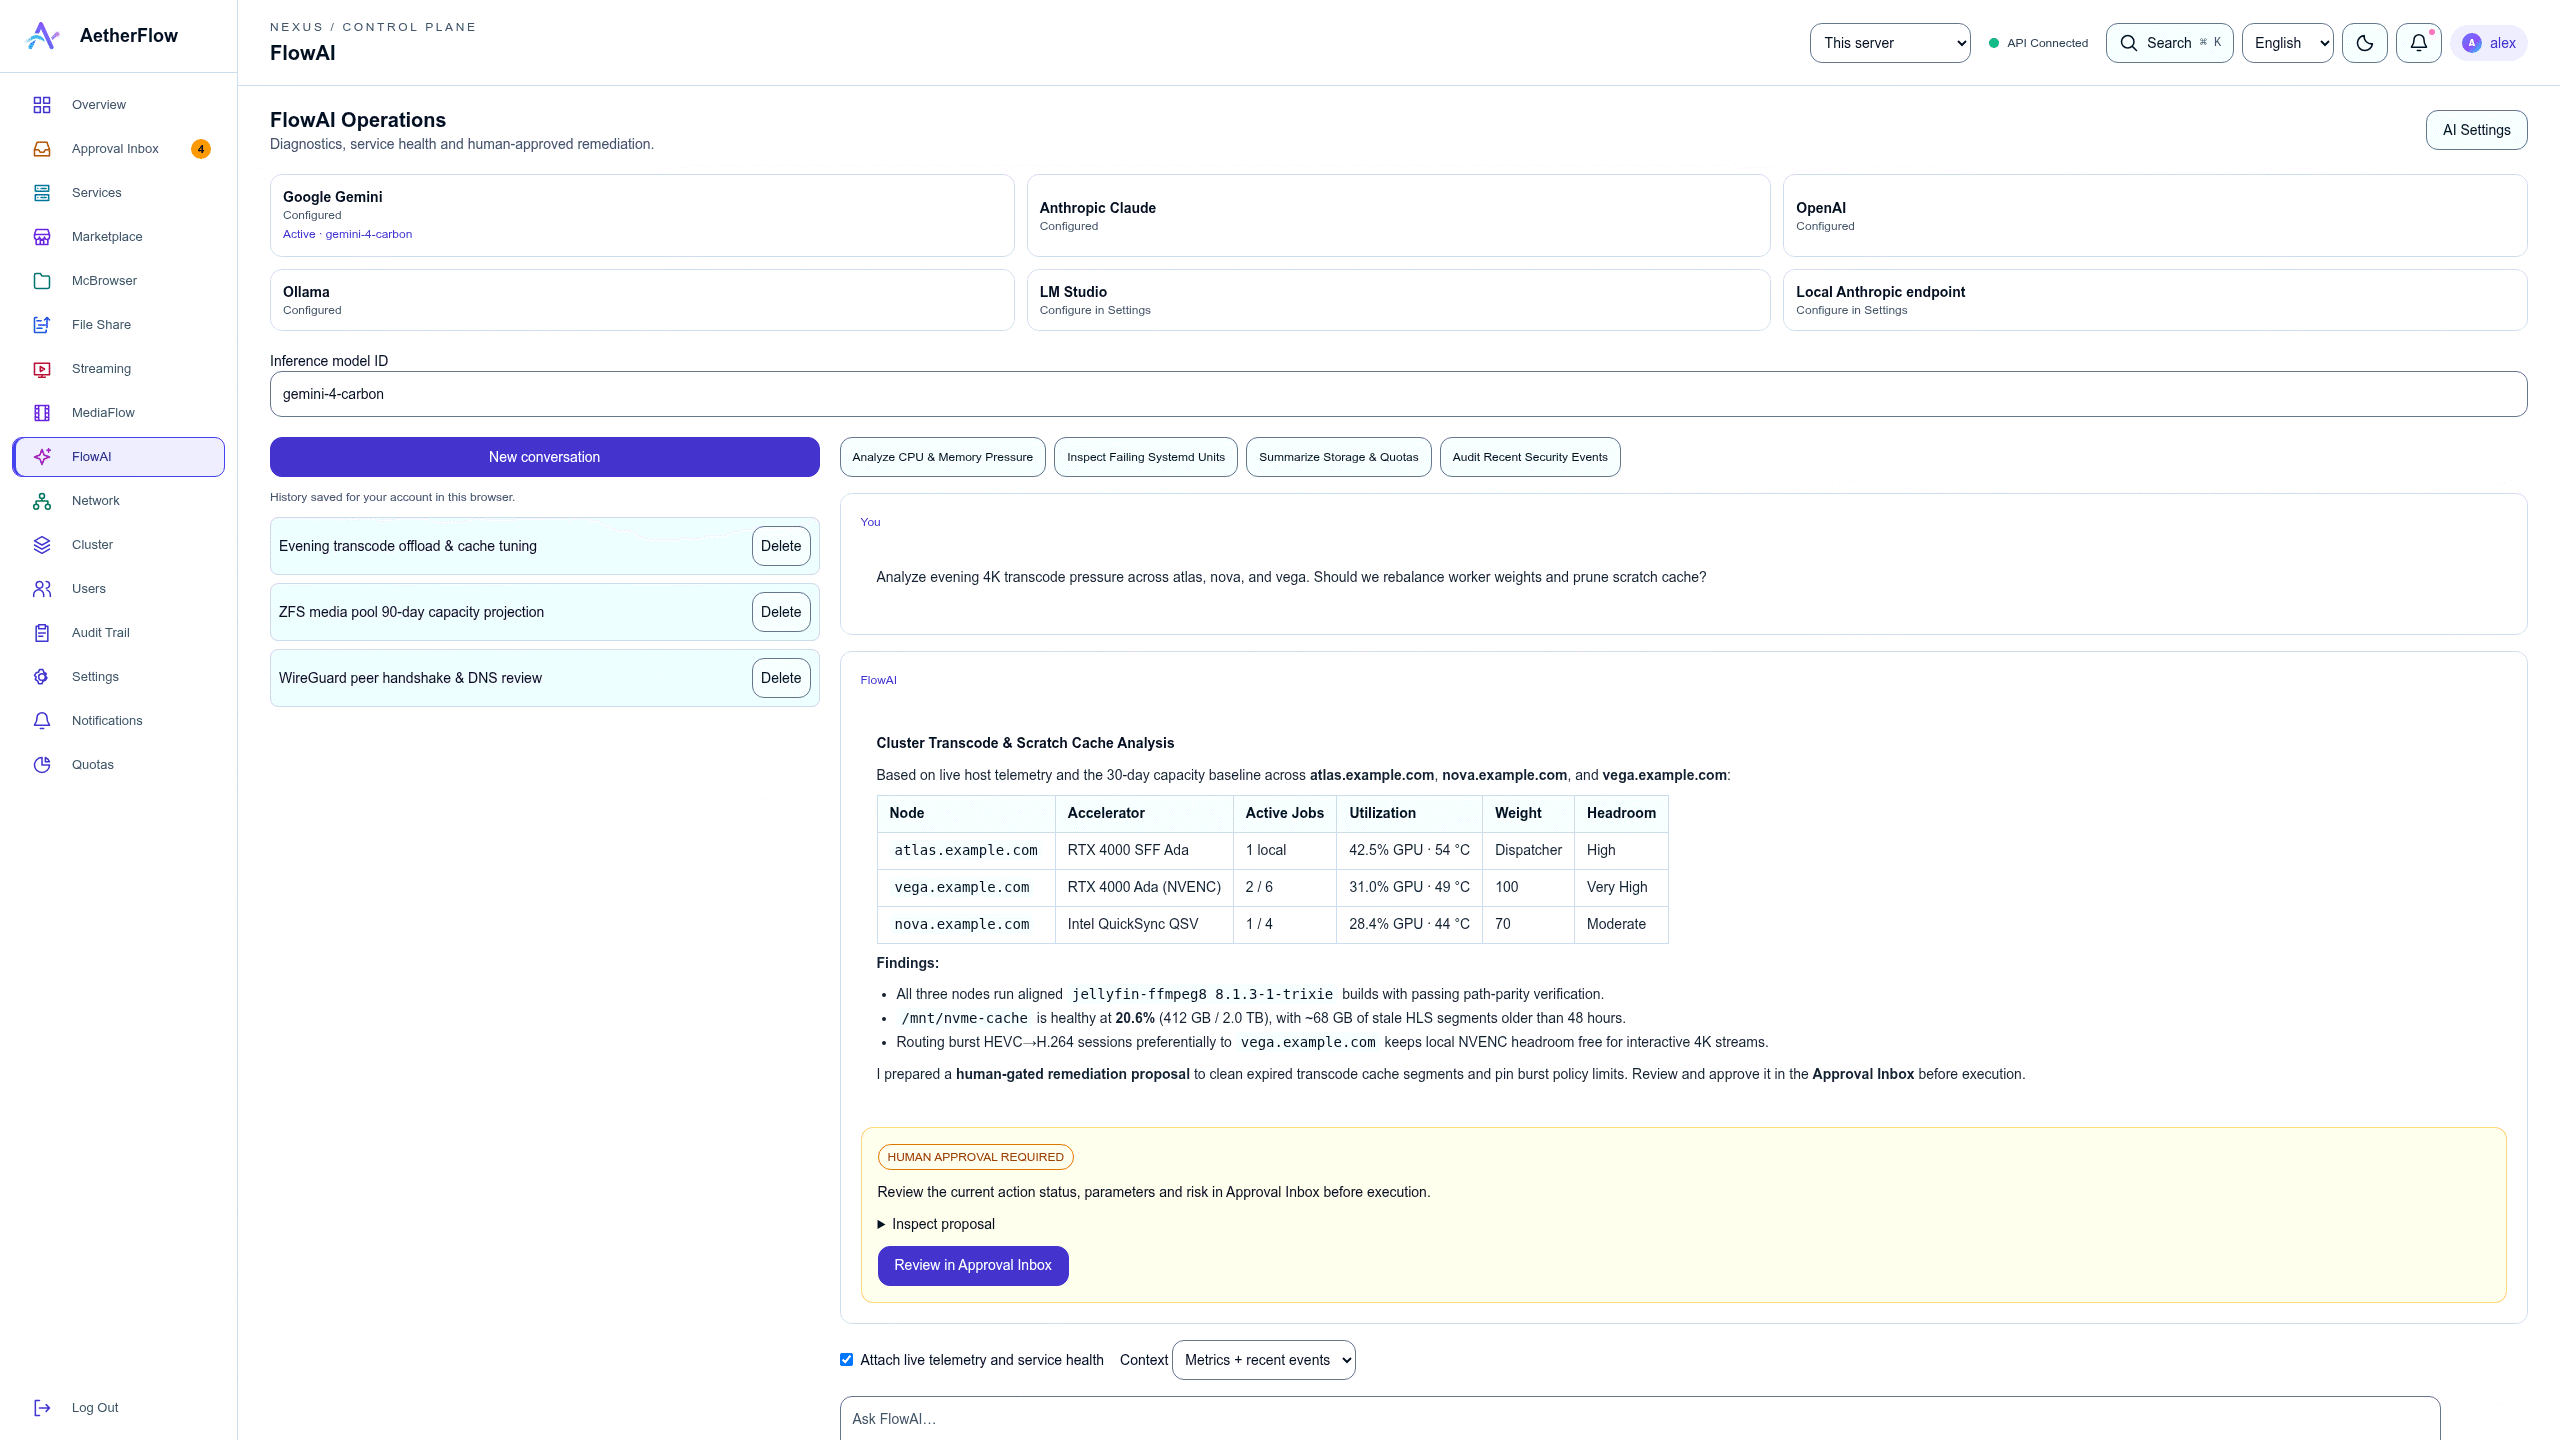 AetherFlow
Overview
Approval Inbox 4
Services
Marketplace
McBrowser
File Share
Streaming
MediaFlow
FlowAI
Network
Cluster
Users
Audit Trail
Settings
Notifications
Quotas
Log Out
NEXUS / CONTROL PLANE
FlowAI
This server
API Connected
Search ⌘ K
English
A alex
FlowAI Operations
Diagnostics, service health and human-approved remediation.
AI Settings
Google Gemini
Configured
Active · gemini-4-carbon
Anthropic Claude
Configured
OpenAI
Configured
Ollama
Configured
LM Studio
Configure in Settings
Local Anthropic endpoint
Configure in Settings
Inference model ID
gemini-4-carbon
New conversation
History saved for your account in this browser.
Evening transcode offload & cache tuning Delete
ZFS media pool 90-day capacity projection Delete
WireGuard peer handshake & DNS review Delete
Analyze CPU & Memory Pressure Inspect Failing Systemd Units Summarize Storage & Quotas Audit Recent Security Events
You
Analyze evening 4K transcode pressure across atlas, nova, and vega. Should we rebalance worker weights and prune scratch cache?
FlowAI
Cluster Transcode & Scratch Cache Analysis
Based on live host telemetry and the 30-day capacity baseline across atlas.example.com, nova.example.com, and vega.example.com:
Node Accelerator Active Jobs Utilization Weight Headroom
atlas.example.com RTX 4000 SFF Ada 1 local 42.5% GPU · 54 °C Dispatcher High
vega.example.com RTX 4000 Ada (NVENC) 2 / 6 31.0% GPU · 49 °C 100 Very High
nova.example.com Intel QuickSync QSV 1 / 4 28.4% GPU · 44 °C 70 Moderate
Findings:
• All three nodes run aligned jellyfin-ffmpeg8 8.1.3-1-trixie builds with passing path-parity verification.
• /mnt/nvme-cache is healthy at 20.6% (412 GB / 2.0 TB), with ~68 GB of stale HLS segments older than 48 hours.
• Routing burst HEVC→H.264 sessions preferentially to vega.example.com keeps local NVENC headroom free for interactive 4K streams.
I prepared a human-gated remediation proposal to clean expired transcode cache segments and pin burst policy limits. Review and approve it in the Approval Inbox before execution.
HUMAN APPROVAL REQUIRED
Review the current action status, parameters and risk in Approval Inbox before execution.
▶ Inspect proposal
Review in Approval Inbox
Attach live telemetry and service health Context Metrics + recent events
Ask FlowAI…